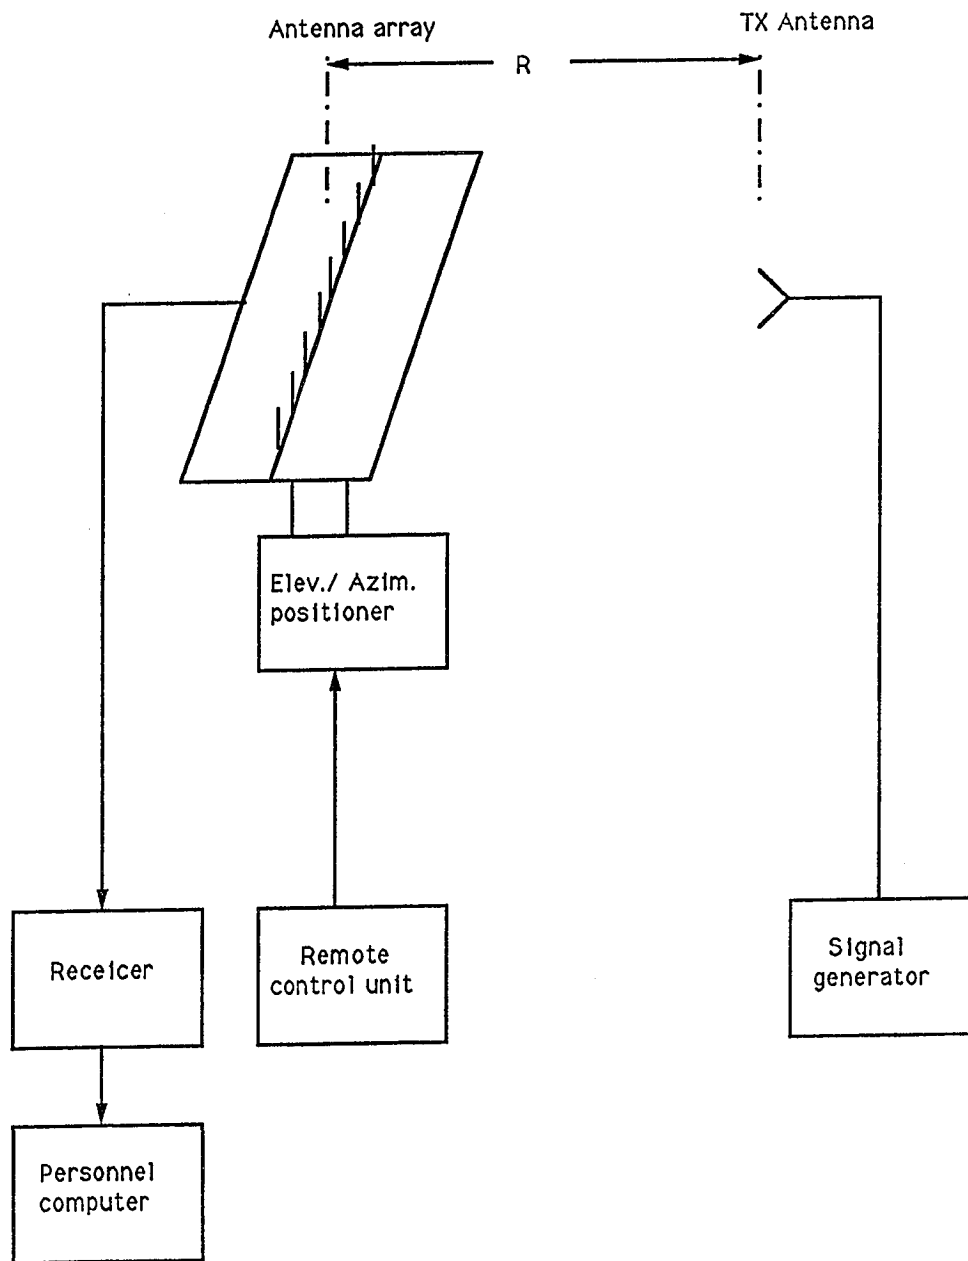 Antenna array
TX Antenna
R
Elev./ Azim.
positioner
Receicer
Remote
control unit
Signal
generator
Personnel
computer